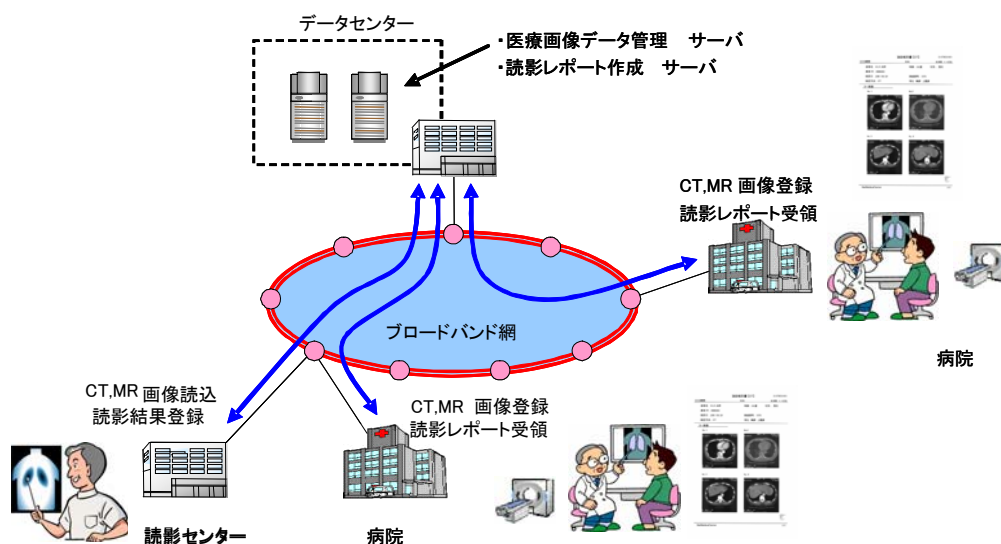 データセンター
・医療画像データ管理 サーバ
・読影レポート作成 サーバ
CT,MR 画像登録
読影レポート受領
病院
ブロードバンド網
CT,MR 画像読込
読影結果登録
読影センター
CT,MR 画像登録
読影レポート受領
病院